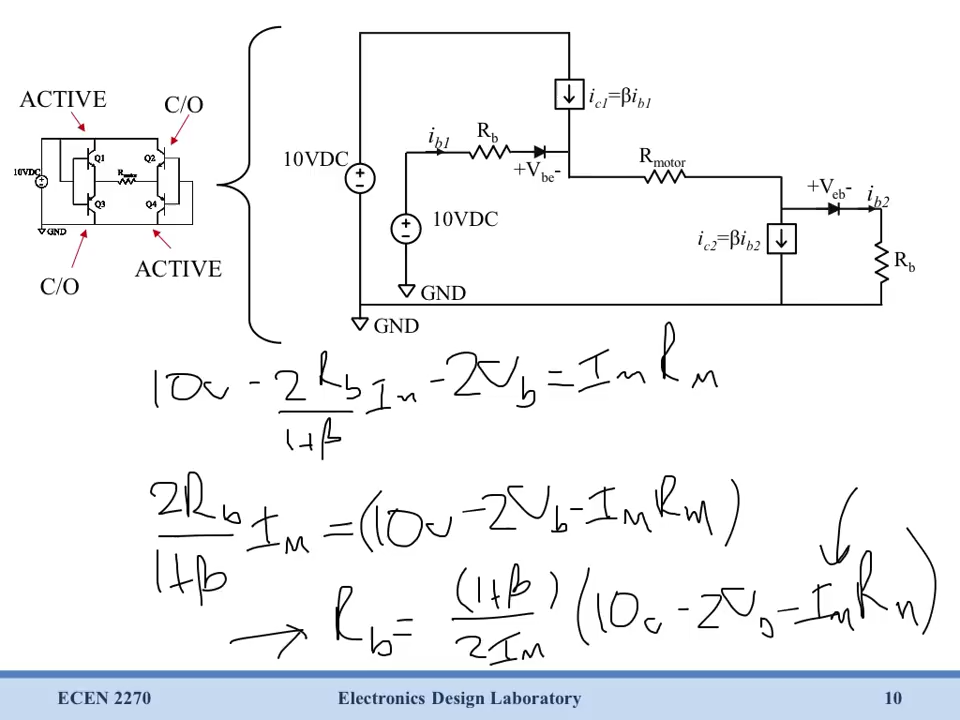 ACTIVE
C/O
10VDC
Q1
Q2
Q3
Q4
Rmotor
GND
C/O
ACTIVE
10VDC
ic1=βib1
ib1
Rb
+Vbe-
Rmotor
10VDC
+Veb-
ib2
ic2=βib2
Rb
GND
GND
10v - 2 Rb/1+β Im - 2Vb = Im RM
2Rb/1+β IM = (10v - 2Vb - IM RM)
→ Rb = (1+β)/2IM (10v - 2Vb - Im Rm)
ECEN 2270
Electronics Design Laboratory
10